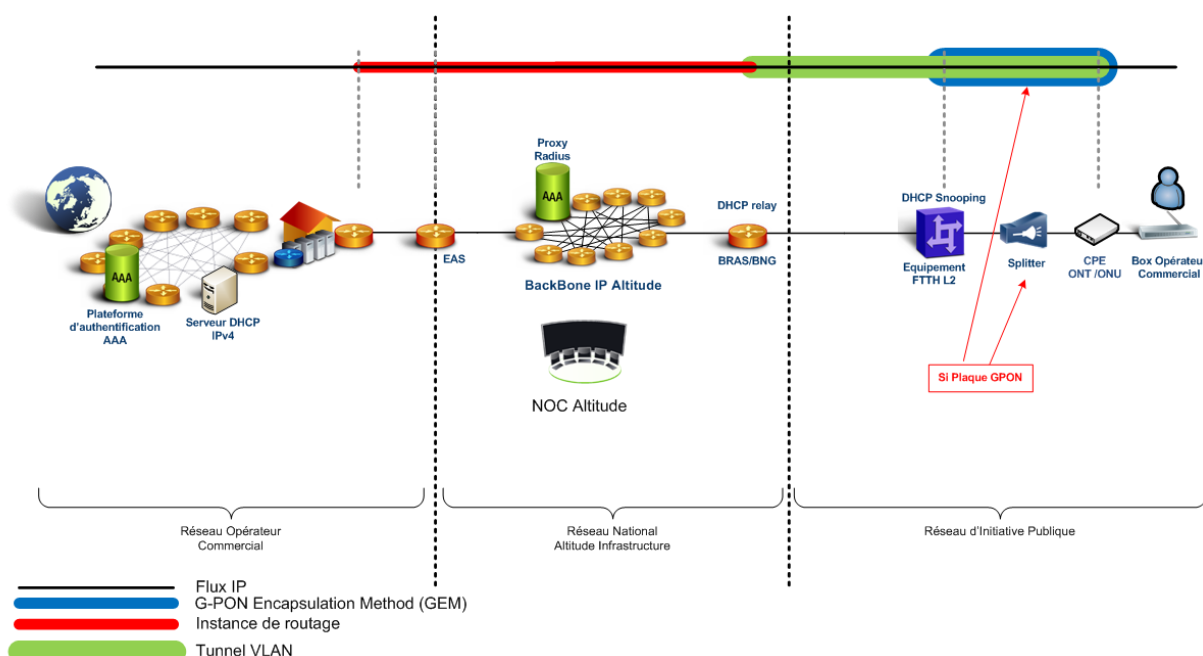 Proxy
Radius
AAA
DHCP relay
DHCP Snooping
EAS
BRAS/BNG
Equipement
FTTH L2
Splitter
CPE
ONT /ONU
Box Opérateu
Commercial
AAA
Plateforme
d'authentification
AAA
Serveur DHCP
IPv4
BackBone IP Altitude
Si Plaque GPON
NOC Altitude
Réseau Opérateur
Commercial
Réseau National
Altitude Infrastructure
Réseau d'Initiative Publique
Flux IP
G-PON Encapsulation Method (GEM)
Instance de routage
Tunnel VLAN